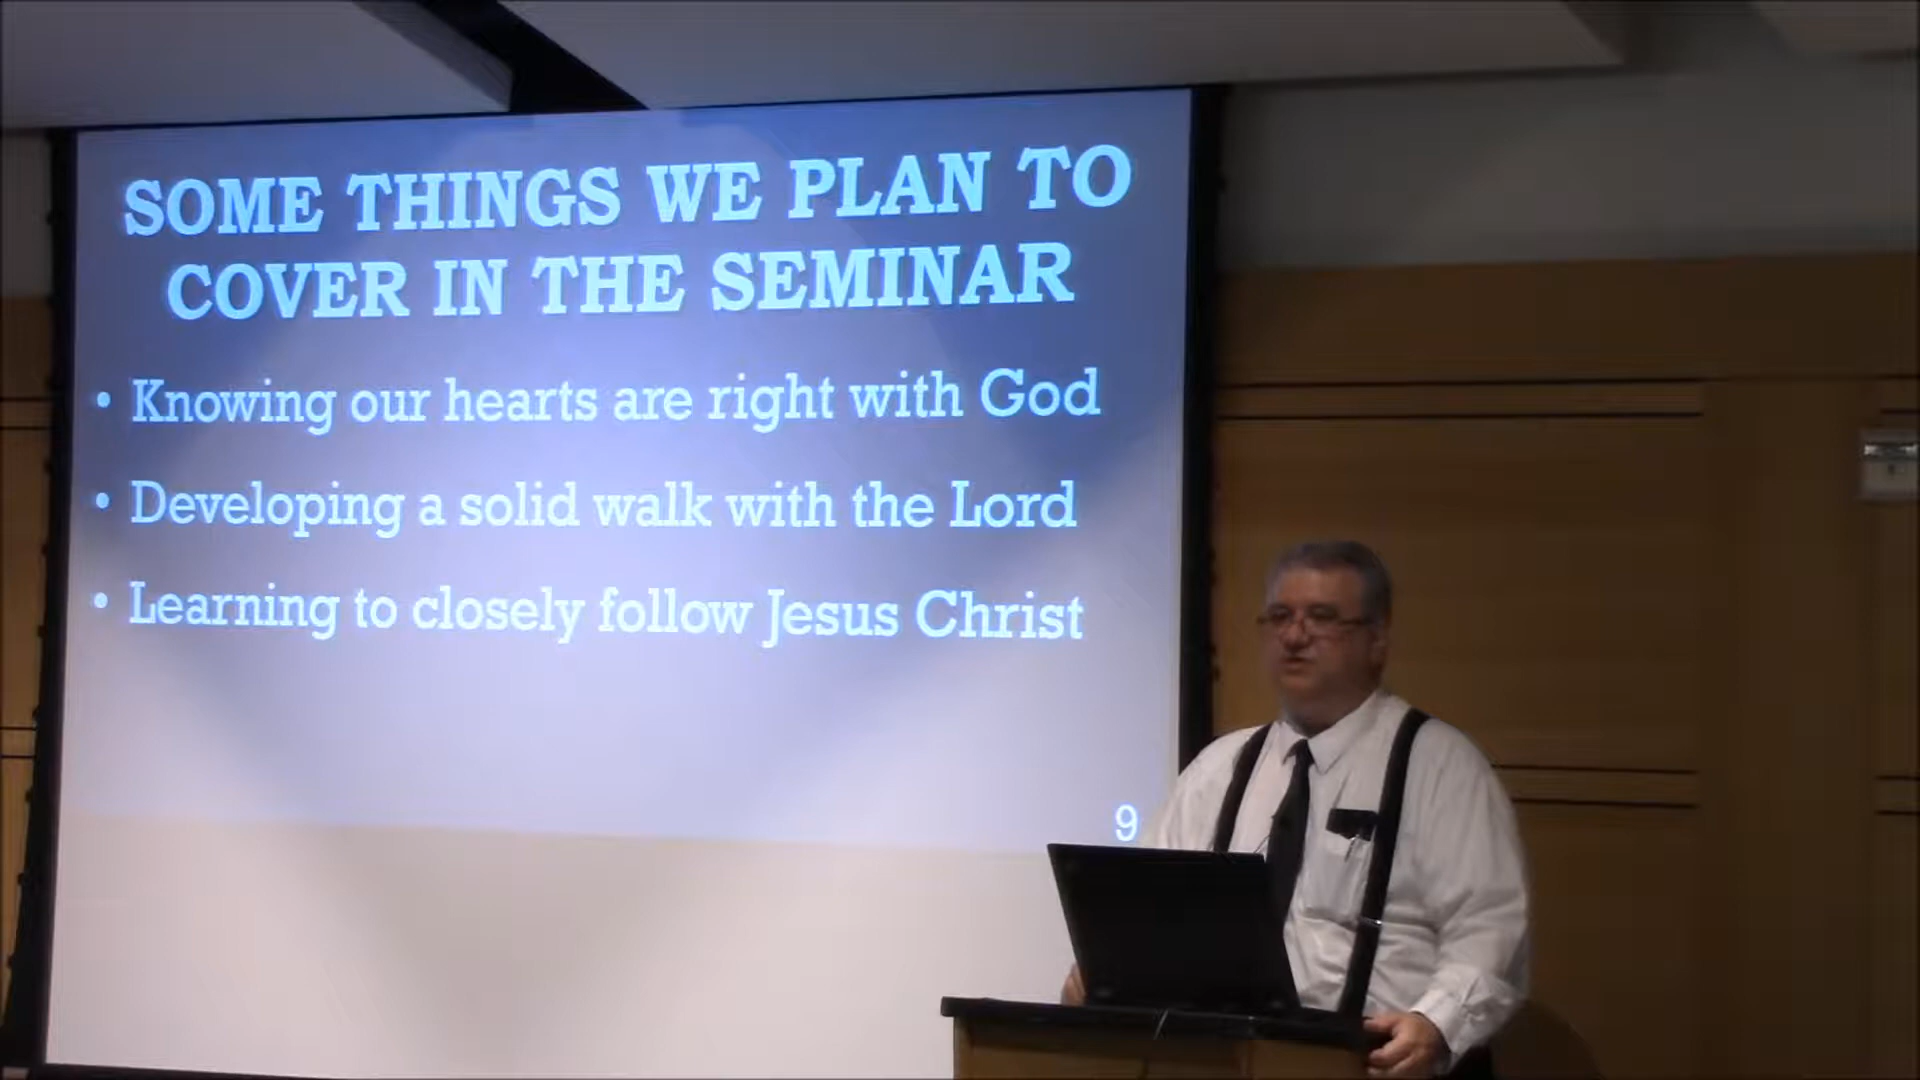 SOME THINGS WE PLAN TO
COVER IN THE SEMINAR
• Knowing our hearts are right with God
• Developing a solid walk with the Lord
• Learning to closely follow Jesus Christ
9